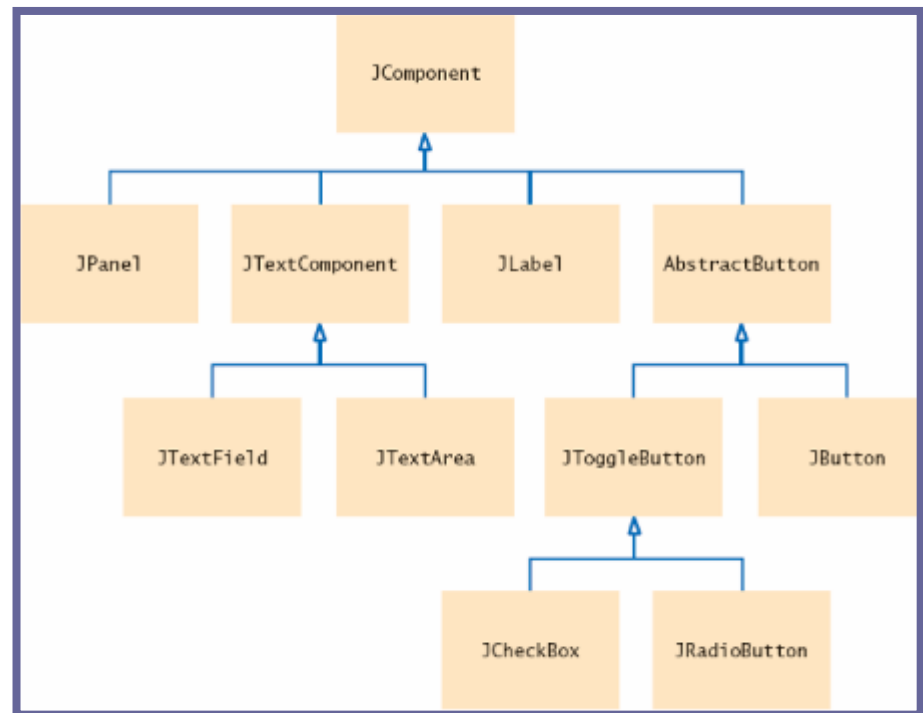 JComponent
JPanel
JTextComponent
JLabel
AbstractButton
JTextField
JTextArea
JToggleButton
JButton
JCheckBox
JRadioButton